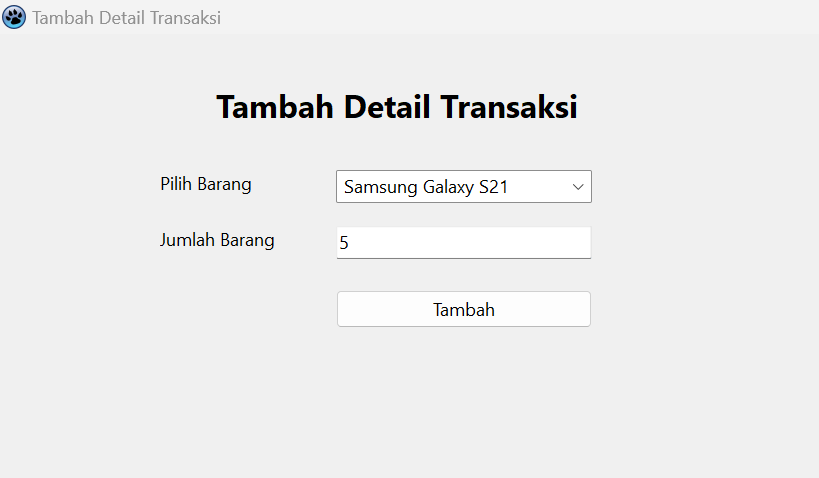 Tambah Detail Transaksi
Tambah Detail Transaksi
Pilih Barang
Samsung Galaxy S21
Jumlah Barang
5
Tambah